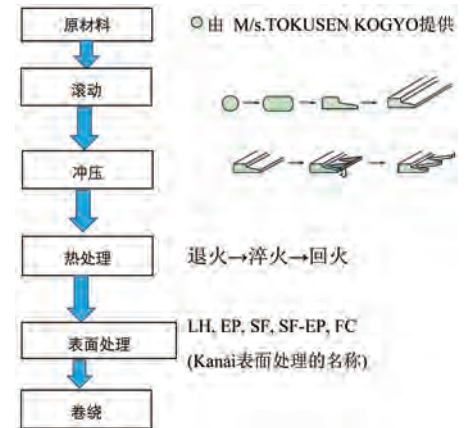 原材料
○由 M/s.TOKUSEN KOGYO提供
滚动
冲压
热处理
退火→淬火→回火
表面处理
LH, EP, SF, SF-EP, FC
(Kanai表面处理的名称)
卷绕